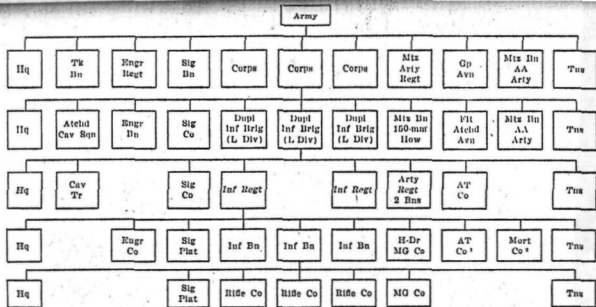 Army
Hq
Tk
Bn
Engr
Regt
Sig
Bn
Corps
Corps
Corps
Mtz
Arty
Regt
Gp
Avn
Mtz Bn
AA
Arty
Tns
Hq
Atchd
Cav Sqn
Engr
Bn
Sig
Co
Dupl
Inf Brig
(L Div)
Dupl
Inf Brig
(L Div)
Dupl
Inf Brig
(L Div)
Mtz Bn
150-mm
How
Flt
Atchd
Avn
Mtz Bn
AA
Arty
Tns
Hq
Cav
Tr
Sig
Co
Inf Regt
Inf Regt
Arty
Regt
2 Bns
AT
Co
Tns
Hq
Engr
Co
Sig
Plat
Inf Bn
Inf Bn
Inf Bn
H-Dr
MG Co
AT
Co¹
Mort
Co²
Tns
Hq
Sig
Plat
Rifle Co
Rifle Co
Rifle Co
MG Co
Tns